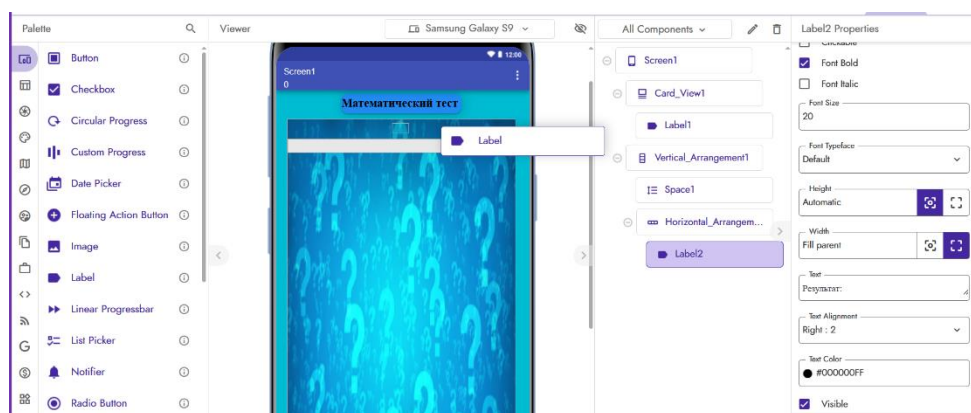 Palette
Button
Checkbox
Circular Progress
Custom Progress
Date Picker
Floating Action Button
Image
Label
Linear Progressbar
List Picker
Notifier
Radio Button
Viewer
Samsung Galaxy S9
12:00
Screen1
0
Математический тест
Label
All Components
Screen1
Card_View1
Label1
Vertical_Arrangement1
Space1
Horizontal_Arrangem...
Label2
Label2 Properties
Clickable
Font Bold
Font Italic
Font Size
20
Font Typeface
Default
Height
Automatic
Width
Fill parent
Text
Результат:
Text Alignment
Right : 2
Text Color
#000000FF
Visible